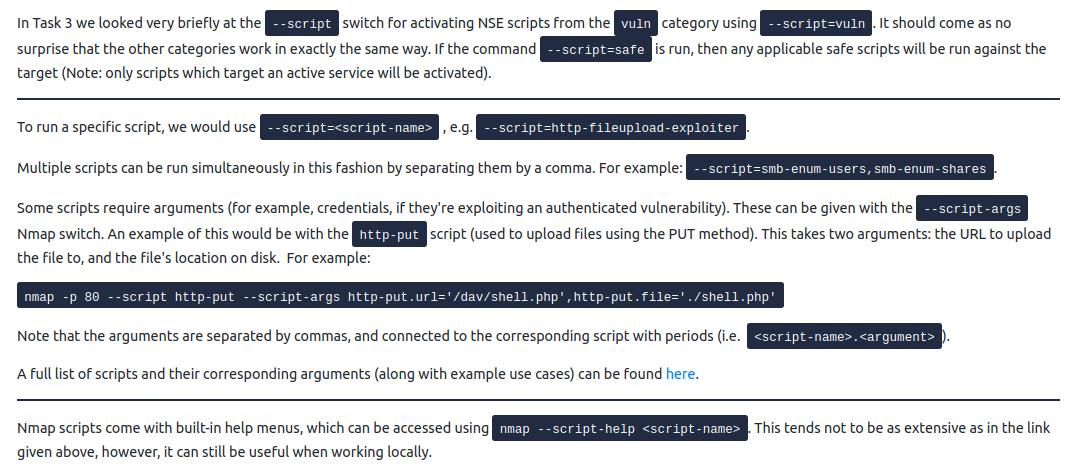 In Task 3 we looked very briefly at the --script switch for activating NSE scripts from the vuln category using --script=vuln. It should come as no
surprise that the other categories work in exactly the same way. If the command --script=safe is run, then any applicable safe scripts will be run against the
target (Note: only scripts which target an active service will be activated).
To run a specific script, we would use --script=<script-name> , e.g. --script=http-fileupload-exploiter.
Multiple scripts can be run simultaneously in this fashion by separating them by a comma. For example: --script=smb-enum-users,smb-enum-shares.
Some scripts require arguments (for example, credentials, if they're exploiting an authenticated vulnerability). These can be given with the --script-args
Nmap switch. An example of this would be with the http-put script (used to upload files using the PUT method). This takes two arguments: the URL to upload
the file to, and the file's location on disk. For example:
nmap -p 80 --script http-put --script-args http-put.url='/dav/shell.php',http-put.file='./shell.php'
Note that the arguments are separated by commas, and connected to the corresponding script with periods (i.e. <script-name>.<argument>).
A full list of scripts and their corresponding arguments (along with example use cases) can be found here.
Nmap scripts come with built-in help menus, which can be accessed using nmap --script-help <script-name>. This tends not to be as extensive as in the link
given above, however, it can still be useful when working locally.